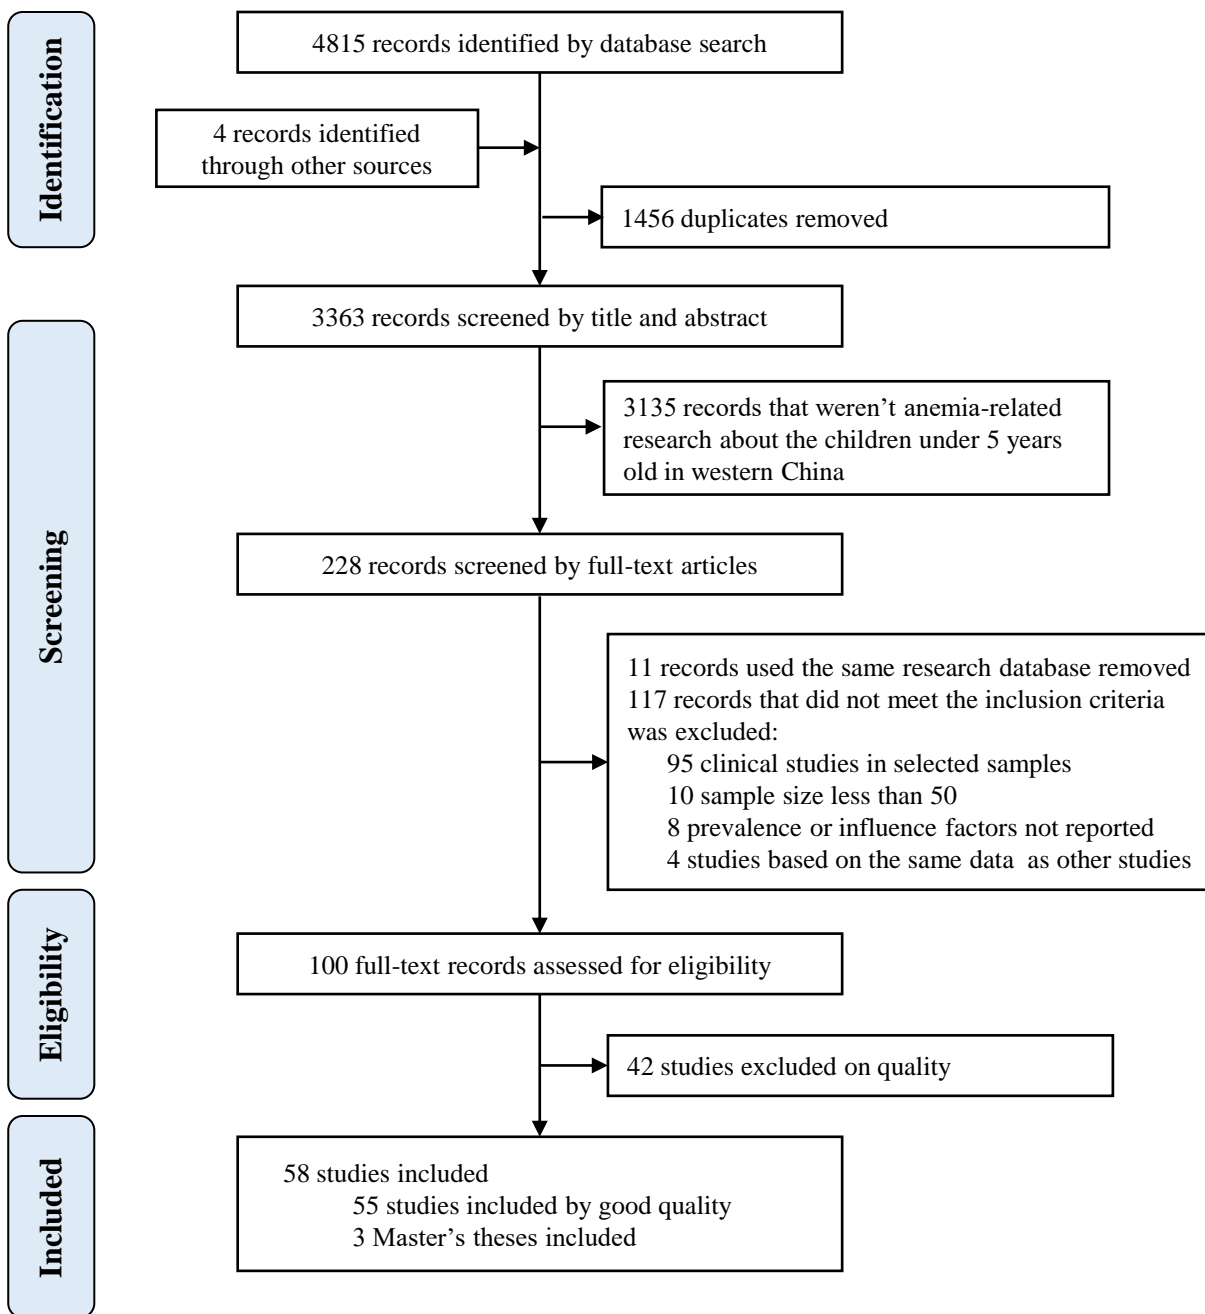 Identification
4815 records identified by database search
4 records identified
through other sources
1456 duplicates removed
Screening
3363 records screened by title and abstract
3135 records that weren’t anemia-related
research about the children under 5 years
old in western China
228 records screened by full-text articles
11 records used the same research database removed
117 records that did not meet the inclusion criteria
was excluded:
95 clinical studies in selected samples
10 sample size less than 50
8 prevalence or influence factors not reported
4 studies based on the same data as other studies
Eligibility
100 full-text records assessed for eligibility
42 studies excluded on quality
Included
58 studies included
55 studies included by good quality
3 Master’s theses included